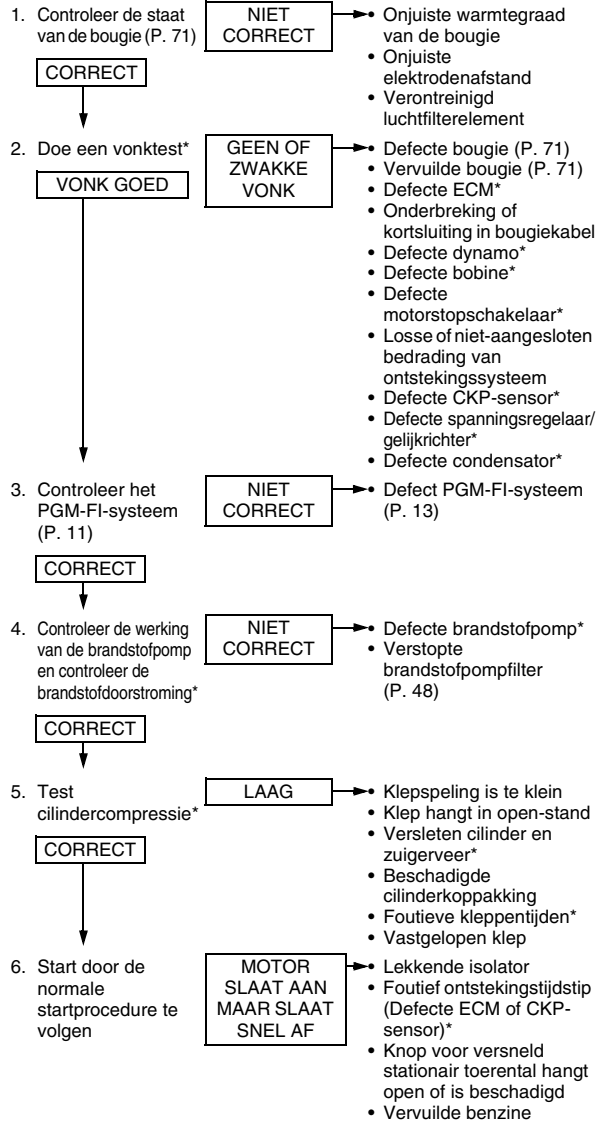 1. Controleer de staat
van de bougie (P. 71)
NIET
CORRECT
• Onjuiste warmtegraad
van de bougie
• Onjuiste
elektrodenafstand
• Verontreinigd
luchtfilterelement
CORRECT
2. Doe een vonktest*
GEEN OF
ZWAKKE
VONK
• Defecte bougie (P. 71)
• Vervuilde bougie (P. 71)
• Defecte ECM*
• Onderbreking of
kortsluiting in bougiekabel
• Defecte dynamo*
• Defecte bobine*
• Defecte
motorstopschakelaar*
• Losse of niet-aangesloten
bedrading van
ontstekingssysteem
• Defecte CKP-sensor*
• Defecte spanningsregelaar/
gelijkrichter*
• Defecte condensator*
VONK GOED
3. Controleer het
PGM-FI-systeem
(P. 11)
NIET
CORRECT
• Defect PGM-FI-systeem
(P. 13)
CORRECT
4. Controleer de werking
van de brandstofpomp
en controleer de
brandstofdoorstroming*
NIET
CORRECT
• Defecte brandstofpomp*
• Verstopte
brandstofpompfilter
(P. 48)
CORRECT
5. Test
cilindercompressie*
LAAG
• Klepspeling is te klein
• Klep hangt in open-stand
• Versleten cilinder en
zuigerveer*
• Beschadigde
cilinderkoppakking
• Foutieve kleppentijden*
• Vastgelopen klep
CORRECT
6. Start door de
normale
startprocedure te
volgen
MOTOR
SLAAT AAN
MAAR SLAAT
SNEL AF
• Lekkende isolator
• Foutief ontstekingstijdstip
(Defecte ECM of CKP-
sensor)*
• Knop voor versneld
stationair toerental hangt
open of is beschadigd
• Vervuilde benzine